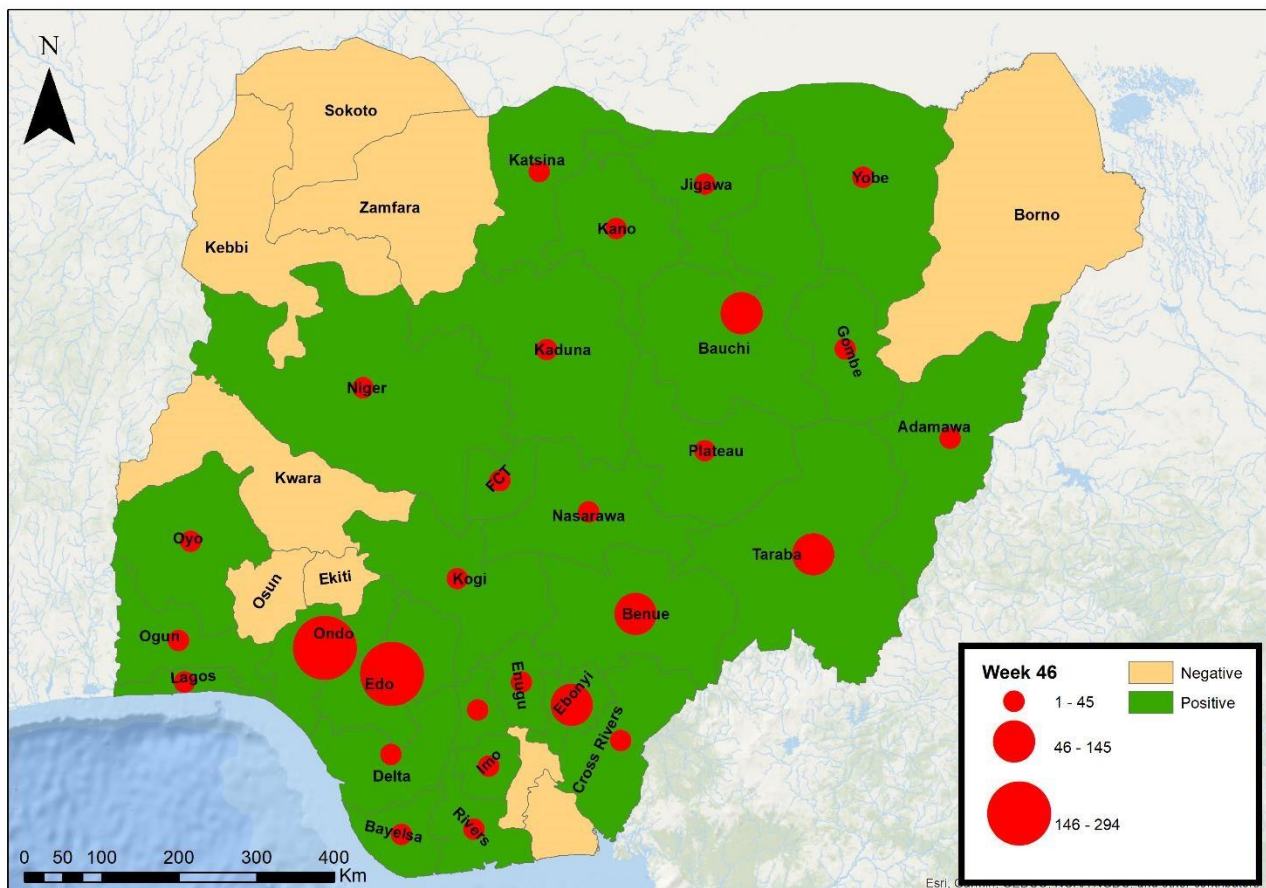 N
Sokoto
Katsina
Jigawa
Yobe
Zamfara
Borno
Kano
Kebbi
Kaduna
Bauchi
Gombe
Niger
Adamawa
Plateau
FCT
Kwara
Nasarawa
Oyo
Taraba
Kogi
Osun
Ekiti
Benue
Ogun
Ondo
Lagos
Edo
Enugu
Ebonyi
Cross Rivers
Delta
Imo
Bayelsa
Rivers
Week 46
1 - 45
46 - 145
146 - 294
Negative
Positive
0 50 100 200 300 400
Km
Esri,